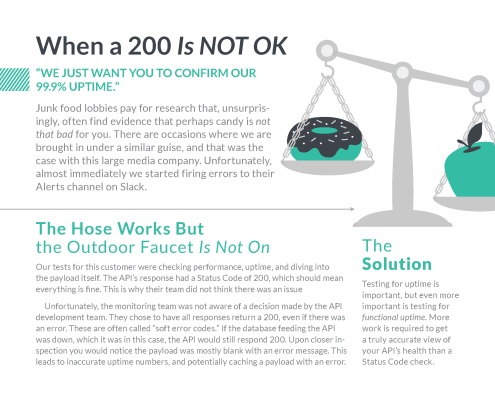 When a 200 Is NOT OK
“WE JUST WANT YOU TO CONFIRM OUR
99.9% UPTIME.”
Junk food lobbies pay for research that, unsurpris-
ingly, often find evidence that perhaps candy is not
that bad for you. There are occasions where we are
brought in under a similar guise, and that was the
case with this large media company. Unfortunately,
almost immediately we started firing errors to their
Alerts channel on Slack.
The Hose Works But
the Outdoor Faucet Is Not On
Our tests for this customer were checking performance, uptime, and diving into
the payload itself. The API’s response had a Status Code of 200, which should mean
everything is fine. This is why their team did not think there was an issue
Unfortunately, the monitoring team was not aware of a decision made by the API
development team. They chose to have all responses return a 200, even if there was
an error. These are often called “soft error codes.” If the database feeding the API
was down, which it was in this case, the API would still respond 200. Upon closer in-
spection you would notice the payload was mostly blank with an error message. This
leads to inaccurate uptime numbers, and potentially caching a payload with an error.
The
Solution
Testing for uptime is
important, but even more
important is testing for
functional uptime. More
work is required to get
a truly accurate view of
your API’s health than a
Status Code check.